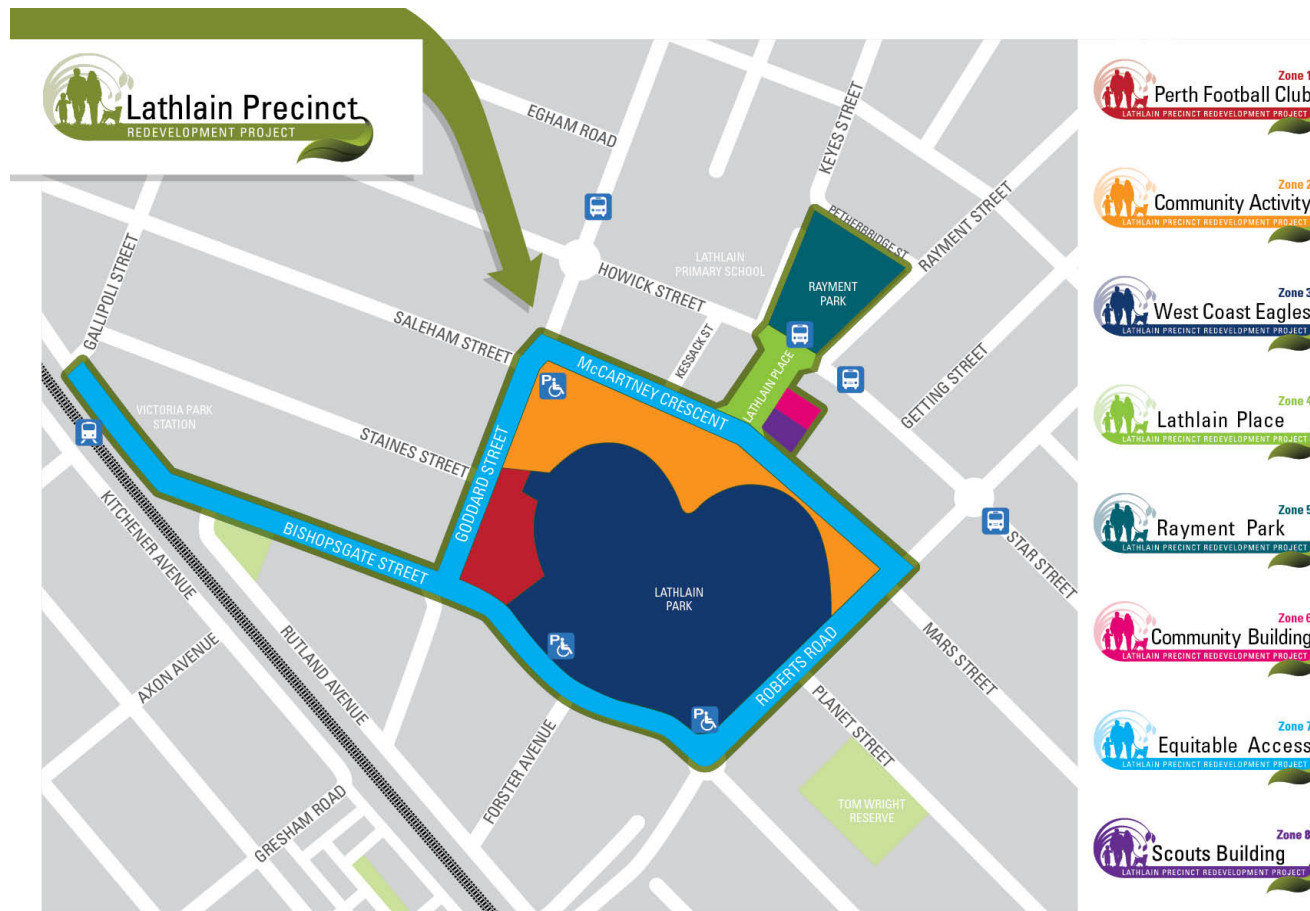 Lathlain Precinct
REDEVELOPMENT PROJECT
EGHAM ROAD
KEYES STREET
PETHERBRIDGE ST
RAYMENT STREET
GALLIPOLI STREET
LATHLAIN
PRIMARY SCHOOL
HOWICK STREET
RAYMENT
PARK
SALEHAM STREET
KESSACK ST
McCARTNEY CRESCENT
LATHLAIN PLACE
GETTING STREET
P
VICTORIA PARK
STATION
STAINES STREET
GODDARD STREET
KITCHENER AVENUE
BISHOPSGATE STREET
STAR STREET
LATHLAIN
PARK
P
MARS STREET
RUTLAND AVENUE
AXON AVENUE
ROBERTS ROAD
P
PLANET STREET
FORSTER AVENUE
GRESHAM ROAD
TOM WRIGHT
RESERVE
Zone 1
Perth Football Club
LATHLAIN PRECINCT REDEVELOPMENT PROJECT
Zone 2
Community Activity
LATHLAIN PRECINCT REDEVELOPMENT PROJECT
Zone 3
West Coast Eagles
LATHLAIN PRECINCT REDEVELOPMENT PROJECT
Zone 4
Lathlain Place
LATHLAIN PRECINCT REDEVELOPMENT PROJECT
Zone 5
Rayment Park
LATHLAIN PRECINCT REDEVELOPMENT PROJECT
Zone 6
Community Building
LATHLAIN PRECINCT REDEVELOPMENT PROJECT
Zone 7
Equitable Access
LATHLAIN PRECINCT REDEVELOPMENT PROJECT
Zone 8
Scouts Building
LATHLAIN PRECINCT REDEVELOPMENT PROJECT